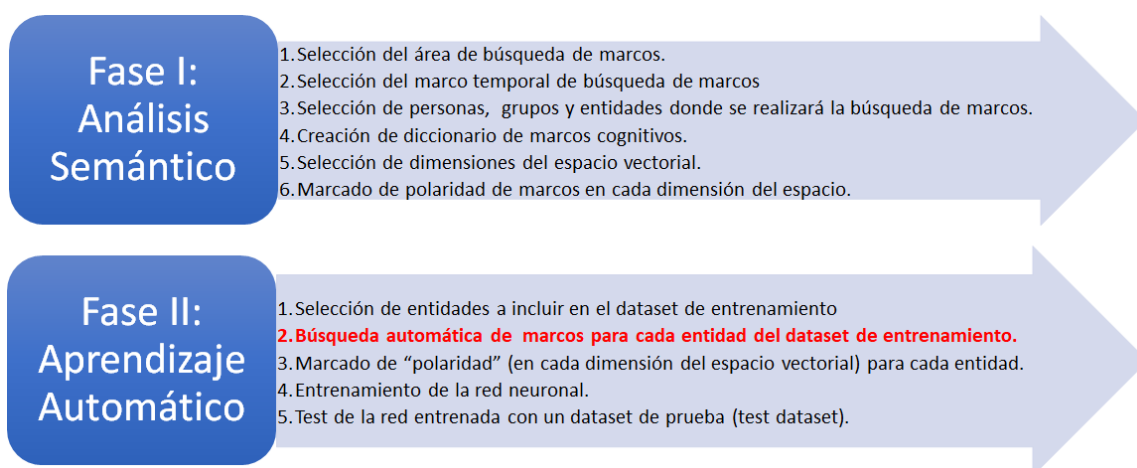 Fase I:
Análisis
Semántico
1.Selección del área de búsqueda de marcos.
2.Selección del marco temporal de búsqueda de marcos
3.Selección de personas, grupos y entidades donde se realizará la búsqueda de marcos.
4.Creación de diccionario de marcos cognitivos.
5.Selección de dimensiones del espacio vectorial.
6.Marcado de polaridad de marcos en cada dimensión del espacio.
Fase II:
Aprendizaje
Automático
1.Selección de entidades a incluir en el dataset de entrenamiento
2.Búsqueda automática de marcos para cada entidad del dataset de entrenamiento.
3.Marcado de “polaridad” (en cada dimensión del espacio vectorial) para cada entidad.
4.Entrenamiento de la red neuronal.
5.Test de la red entrenada con un dataset de prueba (test dataset).